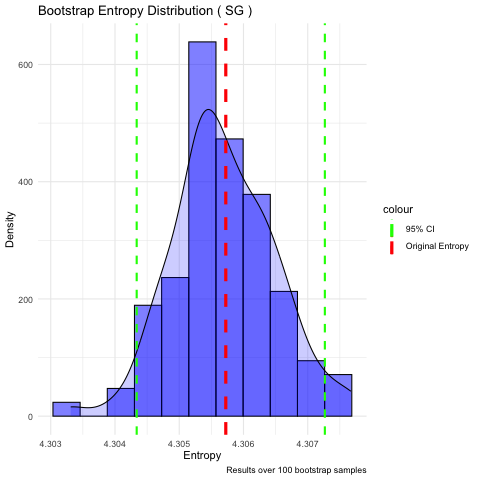 Bootstrap Entropy Distribution ( SG )
600
400
200
0
Density
4.303 4.304 4.305 4.306 4.307
Entropy
colour
95% CI
Original Entropy
Results over 100 bootstrap samples